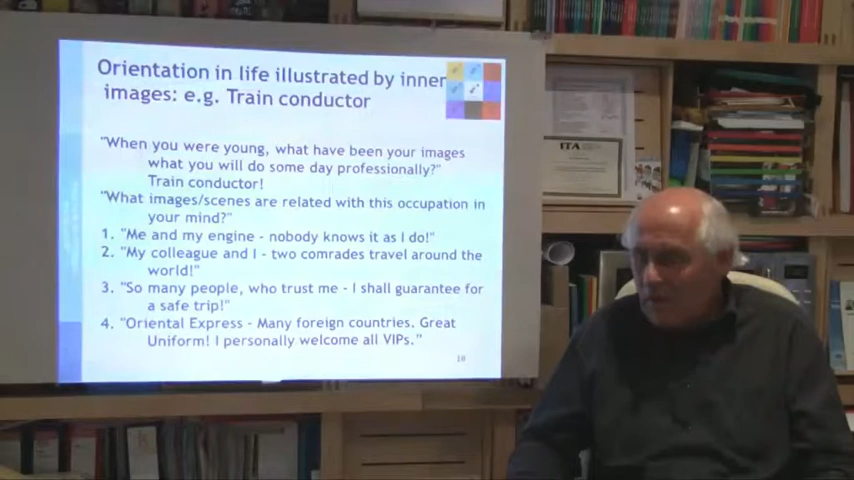 Orientation in life illustrated by inner
images: e.g. Train conductor
"When you were young, what have been your images
what you will do some day professionally?"
Train conductor!
"What images/scenes are related with this occupation in
your mind?"
1. "Me and my engine - nobody knows it as I do!"
2. "My colleague and I - two comrades travel around the
world!"
3. "So many people, who trust me - I shall guarantee for
a safe trip!"
4. "Oriental Express - Many foreign countries. Great
Uniform! I personally welcome all VIPs."
10
ITA